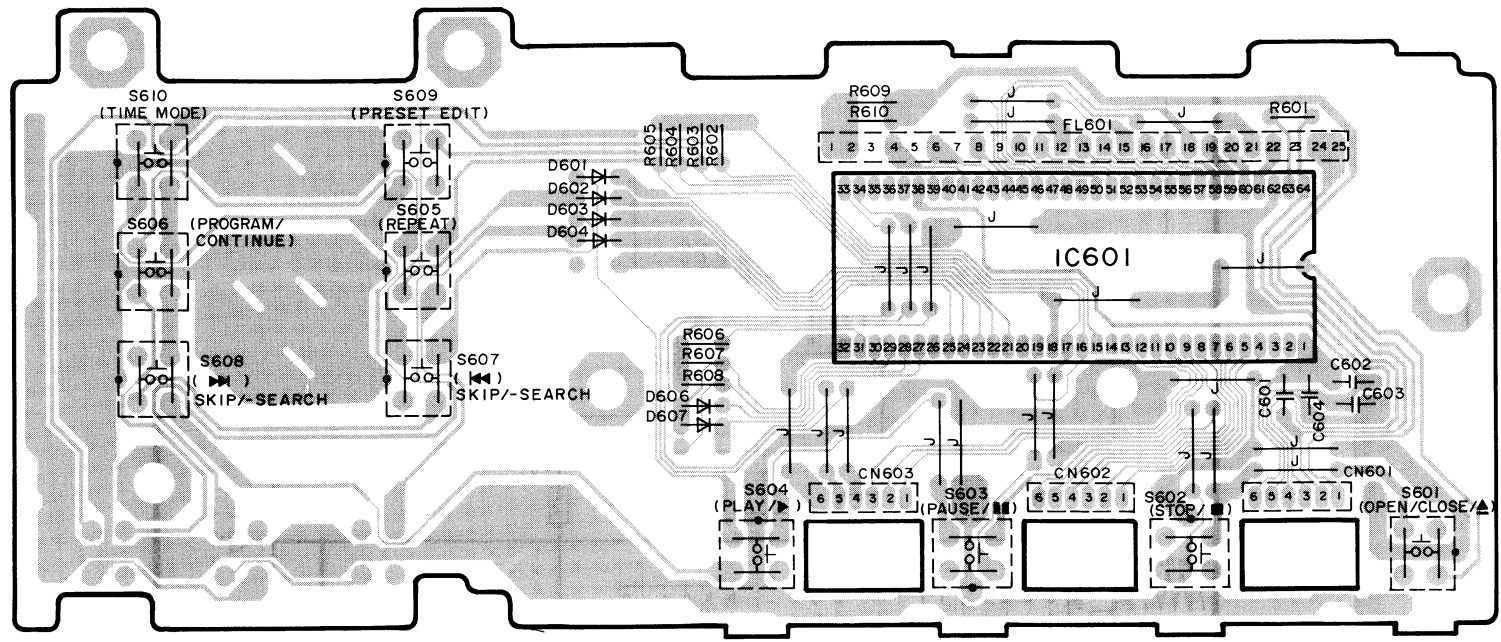 S610
(TIME MODE)
S609
(PRESET EDIT)
R605
R604
R603
R602
R609
R610
J
J
J
R601
FL601
1 2 3 4 5 6 7 8 9 10 11 12 13 14 15 16 17 18 19 20 21 22 23 24 25
D601
D602
D603
D604
33 34 35 36 37 38 39 40 41 42 43 44 45 46 47 48 49 50 51 52 53 54 55 56 57 58 59 60 61 62 63 64
S606
(PROGRAM/
CONTINUE)
S605
(REPEAT)
J
IC601
J
J
J
J
J
32 31 30 29 28 27 26 25 24 23 22 21 20 19 18 17 16 15 14 13 12 11 10 9 8 7 6 5 4 3 2 1
R606
R607
R608
D606
D607
S608
(▶▶| )
SKIP/-SEARCH
S607
( |◀◀ )
SKIP/-SEARCH
C602
C603
C601
C604
J
J
J
J
J
J
J
J
J
J
J
J
CN603
6 5 4 3 2 1
CN602
6 5 4 3 2 1
CN601
6 5 4 3 2 1
S604
(PLAY/▶)
S603
(PAUSE/▮▮)
S602
(STOP/■)
S601
(OPEN/CLOSE/▲)